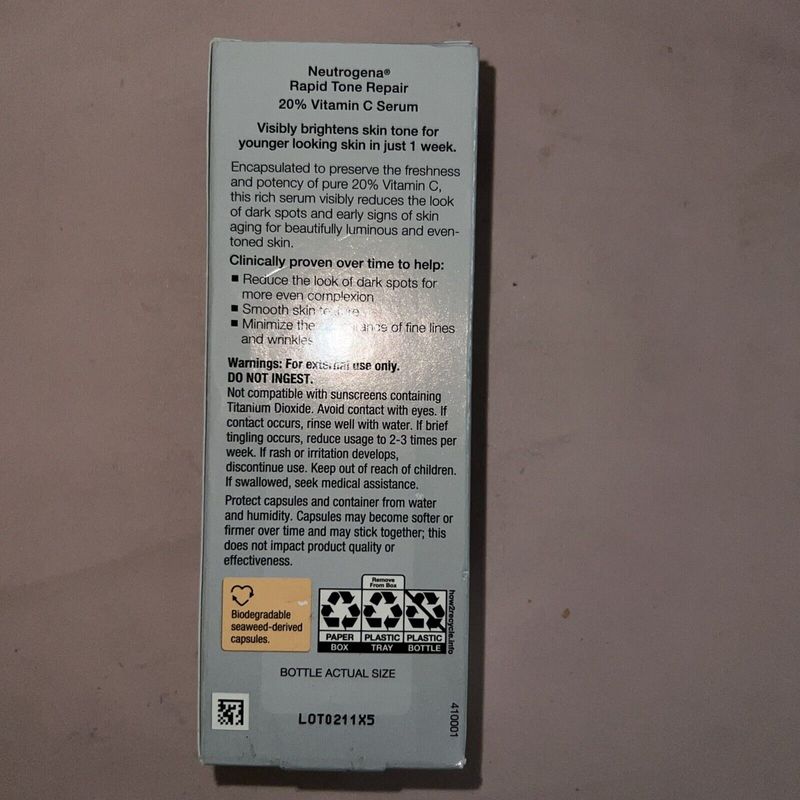 Neutrogena®
Rapid Tone Repair
20% Vitamin C Serum
Visibly brightens skin tone for
younger looking skin in just 1 week.
Encapsulated to preserve the freshness
and potency of pure 20% Vitamin C,
this rich serum visibly reduces the look
of dark spots and early signs of skin
aging for beautifully luminous and even-
toned skin.
Clinically proven over time to help:
■ Reduce the look of dark spots for
more even complexion
■ Smooth skin texture
■ Minimize the appearance of fine lines
and wrinkles
Warnings: For external use only.
DO NOT INGEST.
Not compatible with sunscreens containing
Titanium Dioxide. Avoid contact with eyes. If
contact occurs, rinse well with water. If brief
tingling occurs, reduce usage to 2-3 times per
week. If rash or irritation develops,
discontinue use. Keep out of reach of children.
If swallowed, seek medical assistance.
Protect capsules and container from water
and humidity. Capsules may become softer or
firmer over time and may stick together; this
does not impact product quality or
effectiveness.
Biodegradable
seaweed-derived
capsules.
Remove
From Box
PAPER PLASTIC PLASTIC
BOX TRAY BOTTLE
how2recycle.info
BOTTLE ACTUAL SIZE
LOT0211X5
410001